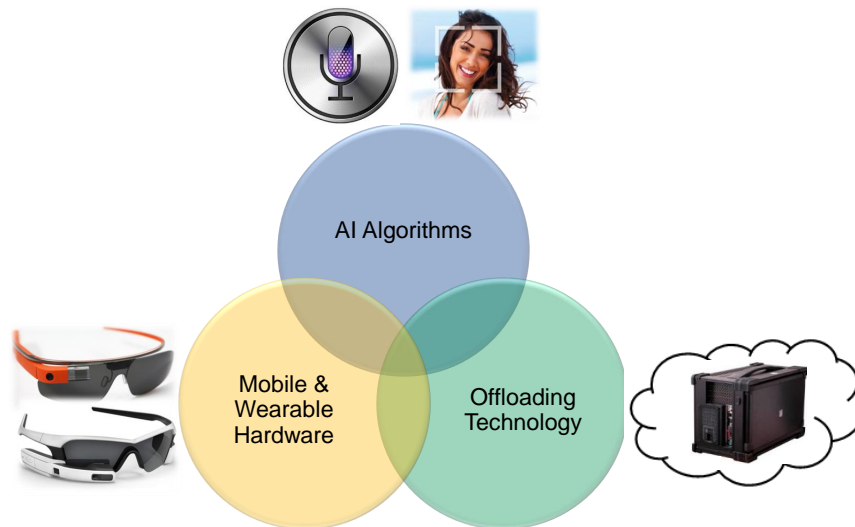 AI Algorithms
Mobile &
Wearable
Hardware
Offloading
Technology